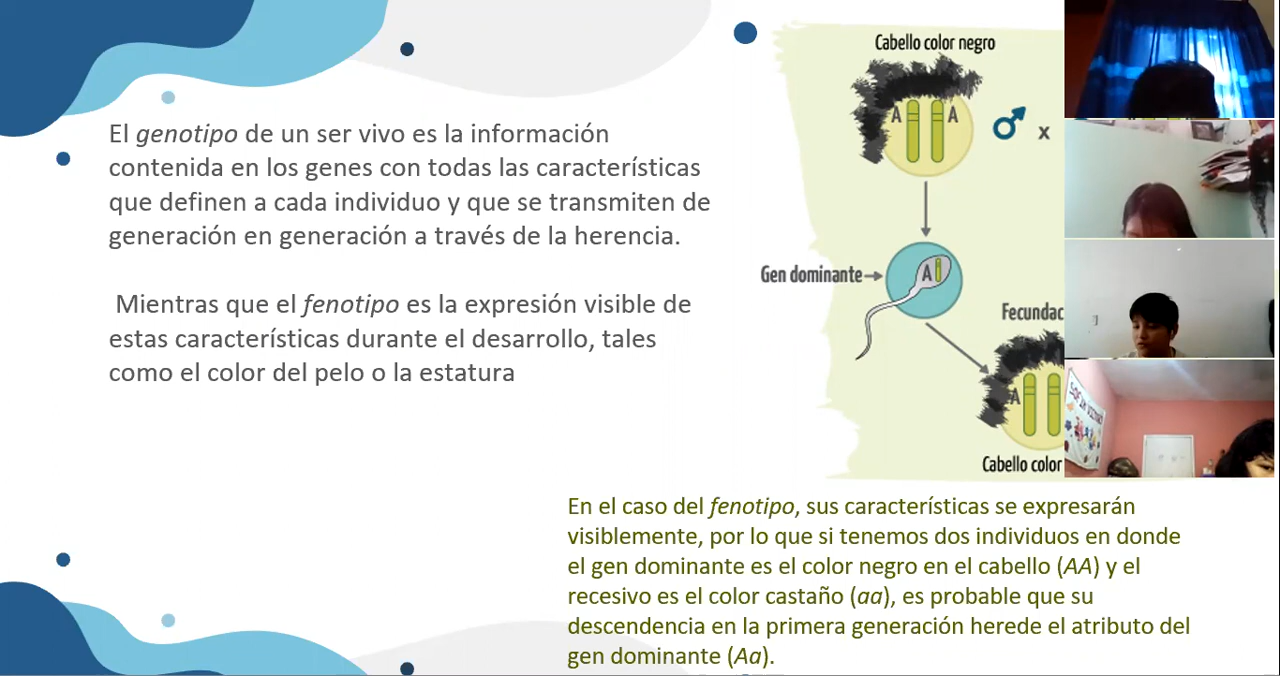 El genotipo de un ser vivo es la información
contenida en los genes con todas las características
que definen a cada individuo y que se transmiten de
generación en generación a través de la herencia.
Mientras que el fenotipo es la expresión visible de
estas características durante el desarrollo, tales
como el color del pelo o la estatura
Cabello color negro
A A
x
Gen dominante
A
Fecundac
A
Cabello color
En el caso del fenotipo, sus características se expresarán
visiblemente, por lo que si tenemos dos individuos en donde
el gen dominante es el color negro en el cabello (AA) y el
recesivo es el color castaño (aa), es probable que su
descendencia en la primera generación herede el atributo del
gen dominante (Aa).